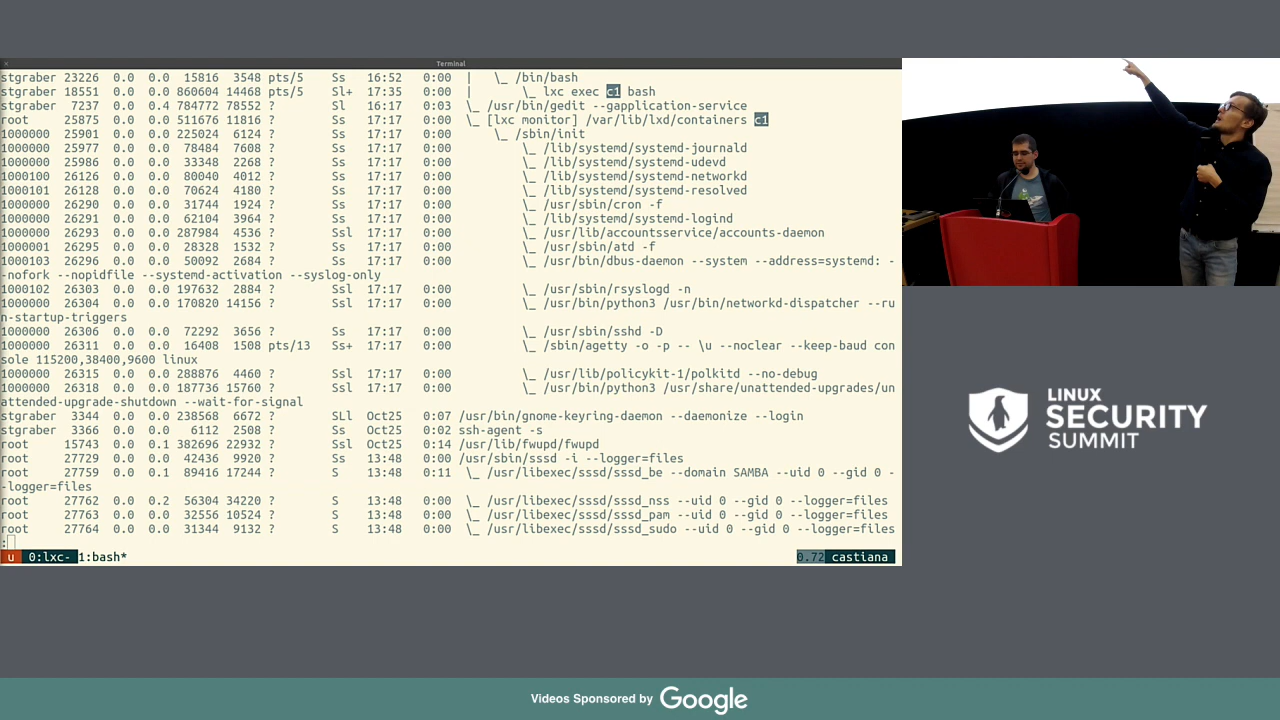 Terminal
stgraber 23226  0.0  0.0  15816  3548 pts/5    Ss   16:52   0:00  |   \_ /bin/bash
stgraber 18551  0.0  0.0 860604 14468 pts/5    Sl+  17:35   0:00  |       \_ lxc exec c1 bash
stgraber  7237  0.0  0.4 784772 78552 ?        Sl   16:17   0:03  \_ /usr/bin/gedit --gapplication-service
root     25875  0.0  0.0 511676 11816 ?        Ss   17:17   0:00  \_ [lxc monitor] /var/lib/lxd/containers c1
1000000  25901  0.0  0.0 225024  6124 ?        Ss   17:17   0:00      \_ /sbin/init
1000000  25977  0.0  0.0  78484  7608 ?        Ss   17:17   0:00          \_ /lib/systemd/systemd-journald
1000000  25986  0.0  0.0  33348  2268 ?        Ss   17:17   0:00          \_ /lib/systemd/systemd-udevd
1000100  26126  0.0  0.0  80040  4012 ?        Ss   17:17   0:00          \_ /lib/systemd/systemd-networkd
1000101  26128  0.0  0.0  70624  4180 ?        Ss   17:17   0:00          \_ /lib/systemd/systemd-resolved
1000000  26290  0.0  0.0  31744  1924 ?        Ss   17:17   0:00          \_ /usr/sbin/cron -f
1000000  26291  0.0  0.0  62104  3964 ?        Ss   17:17   0:00          \_ /lib/systemd/systemd-logind
1000000  26293  0.0  0.0 287984  4536 ?        Ssl  17:17   0:00          \_ /usr/lib/accountsservice/accounts-daemon
1000001  26295  0.0  0.0  28328  1532 ?        Ss   17:17   0:00          \_ /usr/sbin/atd -f
1000103  26296  0.0  0.0  50092  2684 ?        Ss   17:17   0:00          \_ /usr/bin/dbus-daemon --system --address=systemd: -
-nofork --nopidfile --systemd-activation --syslog-only
1000102  26303  0.0  0.0 197632  2884 ?        Ssl  17:17   0:00          \_ /usr/sbin/rsyslogd -n
1000000  26304  0.0  0.0 170820 14156 ?        Ssl  17:17   0:00          \_ /usr/bin/python3 /usr/bin/networkd-dispatcher --ru
n-startup-triggers
1000000  26306  0.0  0.0  72292  3656 ?        Ss   17:17   0:00          \_ /usr/sbin/sshd -D
1000000  26311  0.0  0.0  16408  1508 pts/13   Ss+  17:17   0:00          \_ /sbin/agetty -o -p -- \u --noclear --keep-baud con
sole 115200,38400,9600 linux
1000000  26315  0.0  0.0 288876  4460 ?        Ssl  17:17   0:00          \_ /usr/lib/policykit-1/polkitd --no-debug
1000000  26318  0.0  0.0 187736 15760 ?        Ssl  17:17   0:00          \_ /usr/bin/python3 /usr/share/unattended-upgrades/un
attended-upgrade-shutdown --wait-for-signal
stgraber  3344  0.0  0.0 238568  6672 ?        SLl  Oct25   0:07 /usr/bin/gnome-keyring-daemon --daemonize --login
stgraber  3366  0.0  0.0   6112  2508 ?        Ss   Oct25   0:02 ssh-agent -s
root     15743  0.0  0.1 382696 22932 ?        Ssl  Oct25   0:14 /usr/lib/fwupd/fwupd
root     27729  0.0  0.0  42436  9920 ?        Ss   13:48   0:00 /usr/sbin/sssd -i --logger=files
root     27759  0.0  0.1  89416 17244 ?        S    13:48   0:11  \_ /usr/libexec/sssd/sssd_be --domain SAMBA --uid 0 --gid 0 -
-logger=files
root     27762  0.0  0.2  56304 34220 ?        S    13:48   0:00  \_ /usr/libexec/sssd/sssd_nss --uid 0 --gid 0 --logger=files
root     27763  0.0  0.0  32556 10524 ?        S    13:48   0:00  \_ /usr/libexec/sssd/sssd_pam --uid 0 --gid 0 --logger=files
root     27764  0.0  0.0  31344  9132 ?        S    13:48   0:00  \_ /usr/libexec/sssd/sssd_sudo --uid 0 --gid 0 --logger=files
:
u 0:lxc- 1:bash* 0.72 castiana
LINUX
SECURITY
SUMMIT
Videos Sponsored by Google